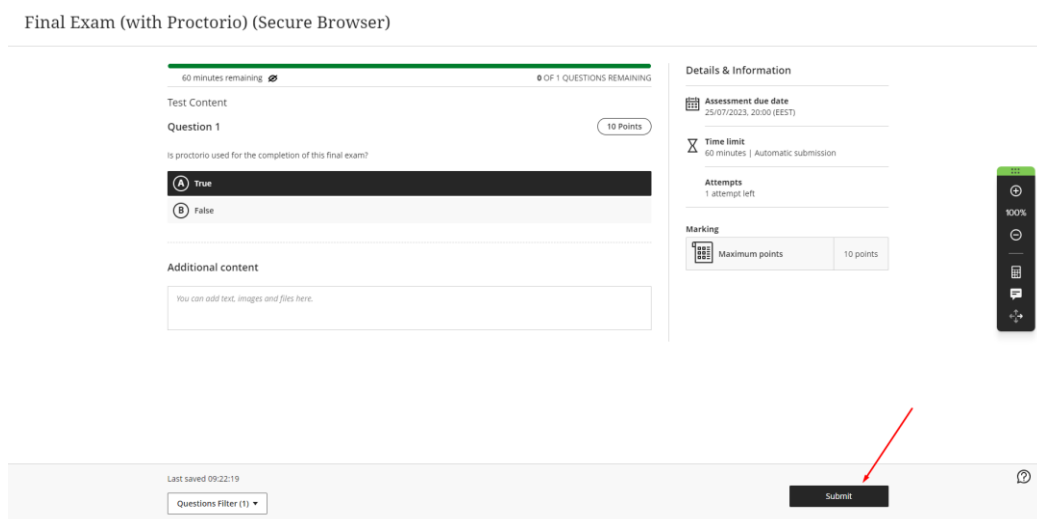 Final Exam (with Proctorio) (Secure Browser)
60 minutes remaining
0 OF 1 QUESTIONS REMAINING
Test Content
Question 1
10 Points
Is proctorio used for the completion of this final exam?
A True
B False
Additional content
You can add text, images and files here.
Details & Information
Assessment due date
25/07/2023, 20:00 (EEST)
Time limit
60 minutes | Automatic submission
Attempts
1 attempt left
Marking
Maximum points
10 points
100%
Last saved 09:22:19
Questions Filter (1)
Submit